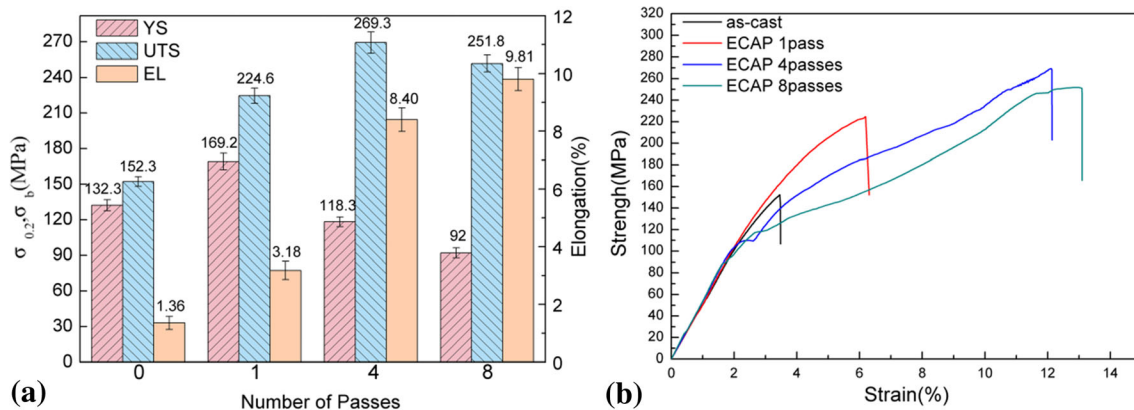 YS
UTS
EL
270
240
210
180
150
120
90
60
30
0
σ 0.2,σ b(MPa)
132.3
152.3
1.36
169.2
224.6
3.18
118.3
269.3
8.40
92
251.8
9.81
12
10
8
6
4
2
0
Elongation(%)
0 1 4 8
Number of Passes
(a)
as-cast
ECAP 1pass
ECAP 4passes
ECAP 8passes
320
300
280
260
240
220
200
180
160
140
120
100
80
60
40
20
0
Strengh(MPa)
0 2 4 6 8 10 12 14
Strain(%)
(b)